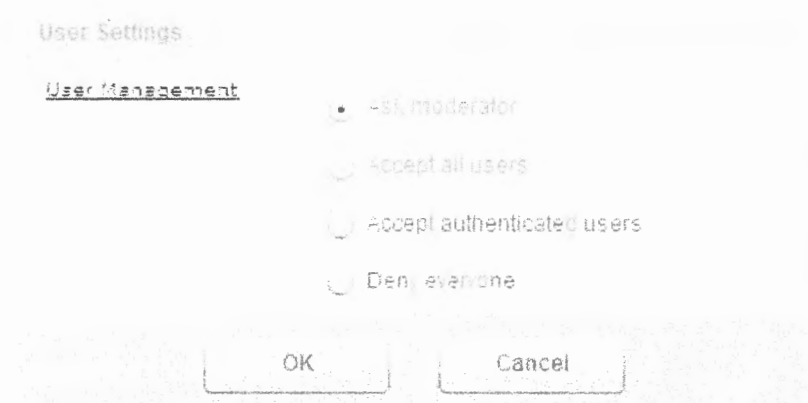 User Settings
User Management
Ask moderator
Accept all users
Accept authenticated users
Deny everyone
OK
Cancel